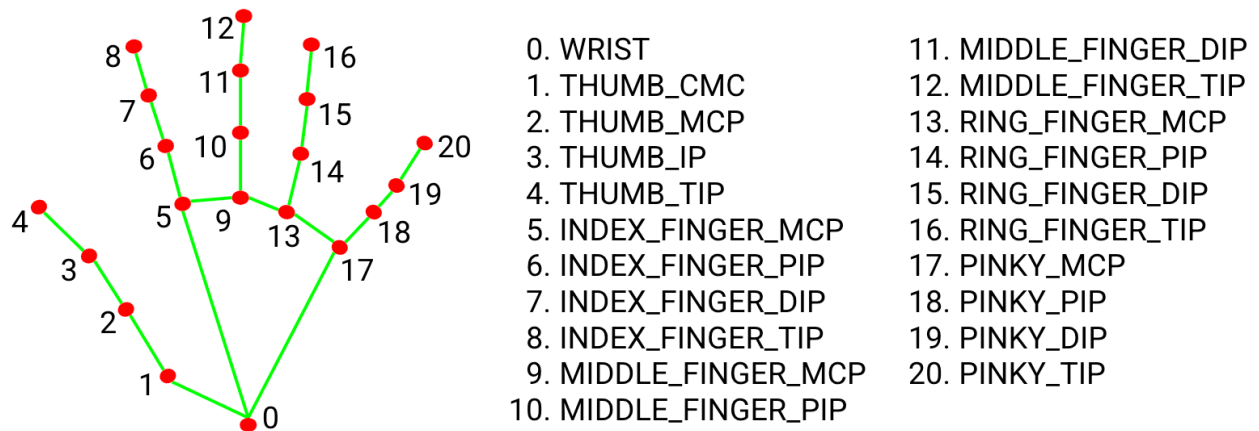 12
8
16
11
7
15
10
6
20
14
19
4
5
9
13
18
3
17
2
1
0
0. WRIST
1. THUMB_CMC
2. THUMB_MCP
3. THUMB_IP
4. THUMB_TIP
5. INDEX_FINGER_MCP
6. INDEX_FINGER_PIP
7. INDEX_FINGER_DIP
8. INDEX_FINGER_TIP
9. MIDDLE_FINGER_MCP
10. MIDDLE_FINGER_PIP
11. MIDDLE_FINGER_DIP
12. MIDDLE_FINGER_TIP
13. RING_FINGER_MCP
14. RING_FINGER_PIP
15. RING_FINGER_DIP
16. RING_FINGER_TIP
17. PINKY_MCP
18. PINKY_PIP
19. PINKY_DIP
20. PINKY_TIP